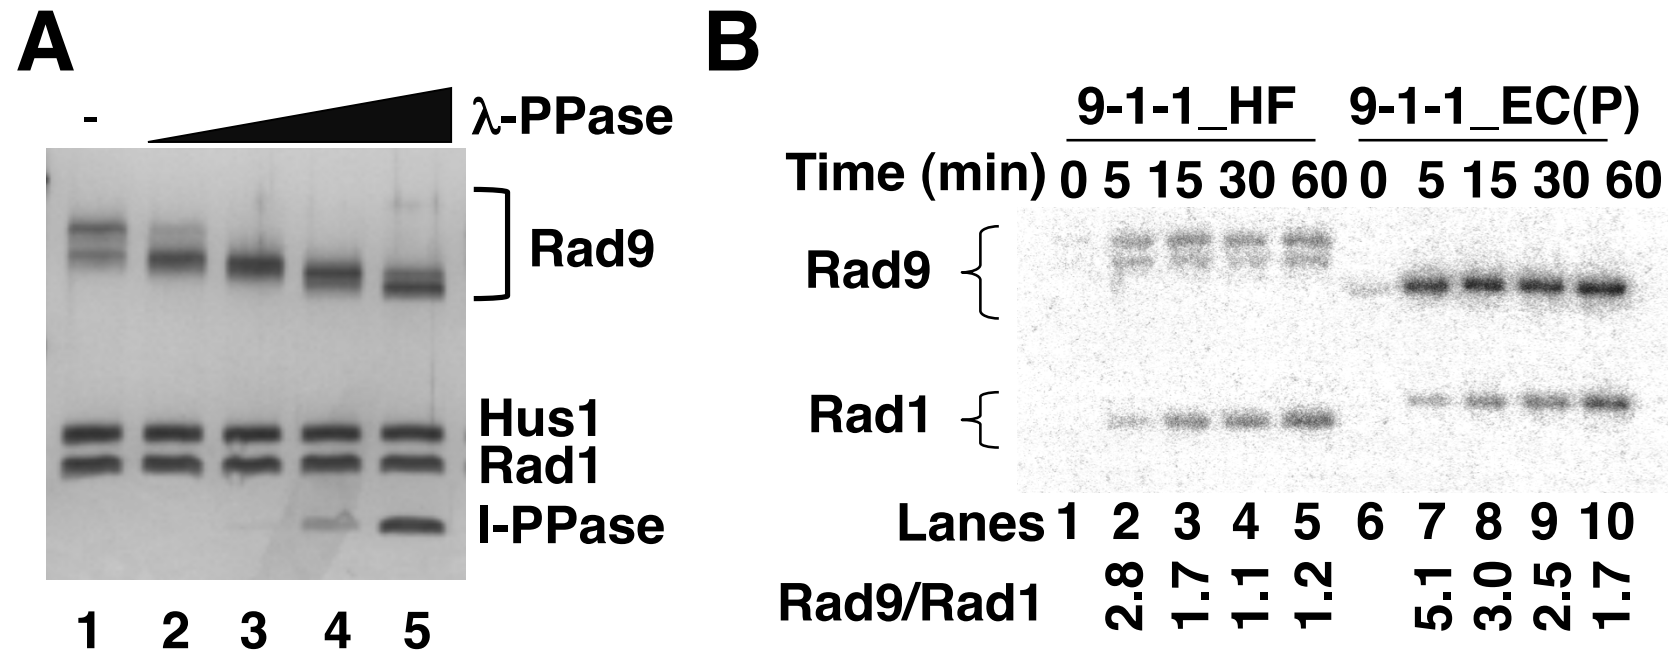 A
- λ-PPase
Rad9
Hus1
Rad1
l-PPase
1 2 3 4 5
B
9-1-1_HF 9-1-1_EC(P)
Time (min) 0 5 15 30 60 0 5 15 30 60
Rad9
Rad1
Lanes 1 2 3 4 5 6 7 8 9 10
Rad9/Rad1 2.8 1.7 1.1 1.2 5.1 3.0 2.5 1.7